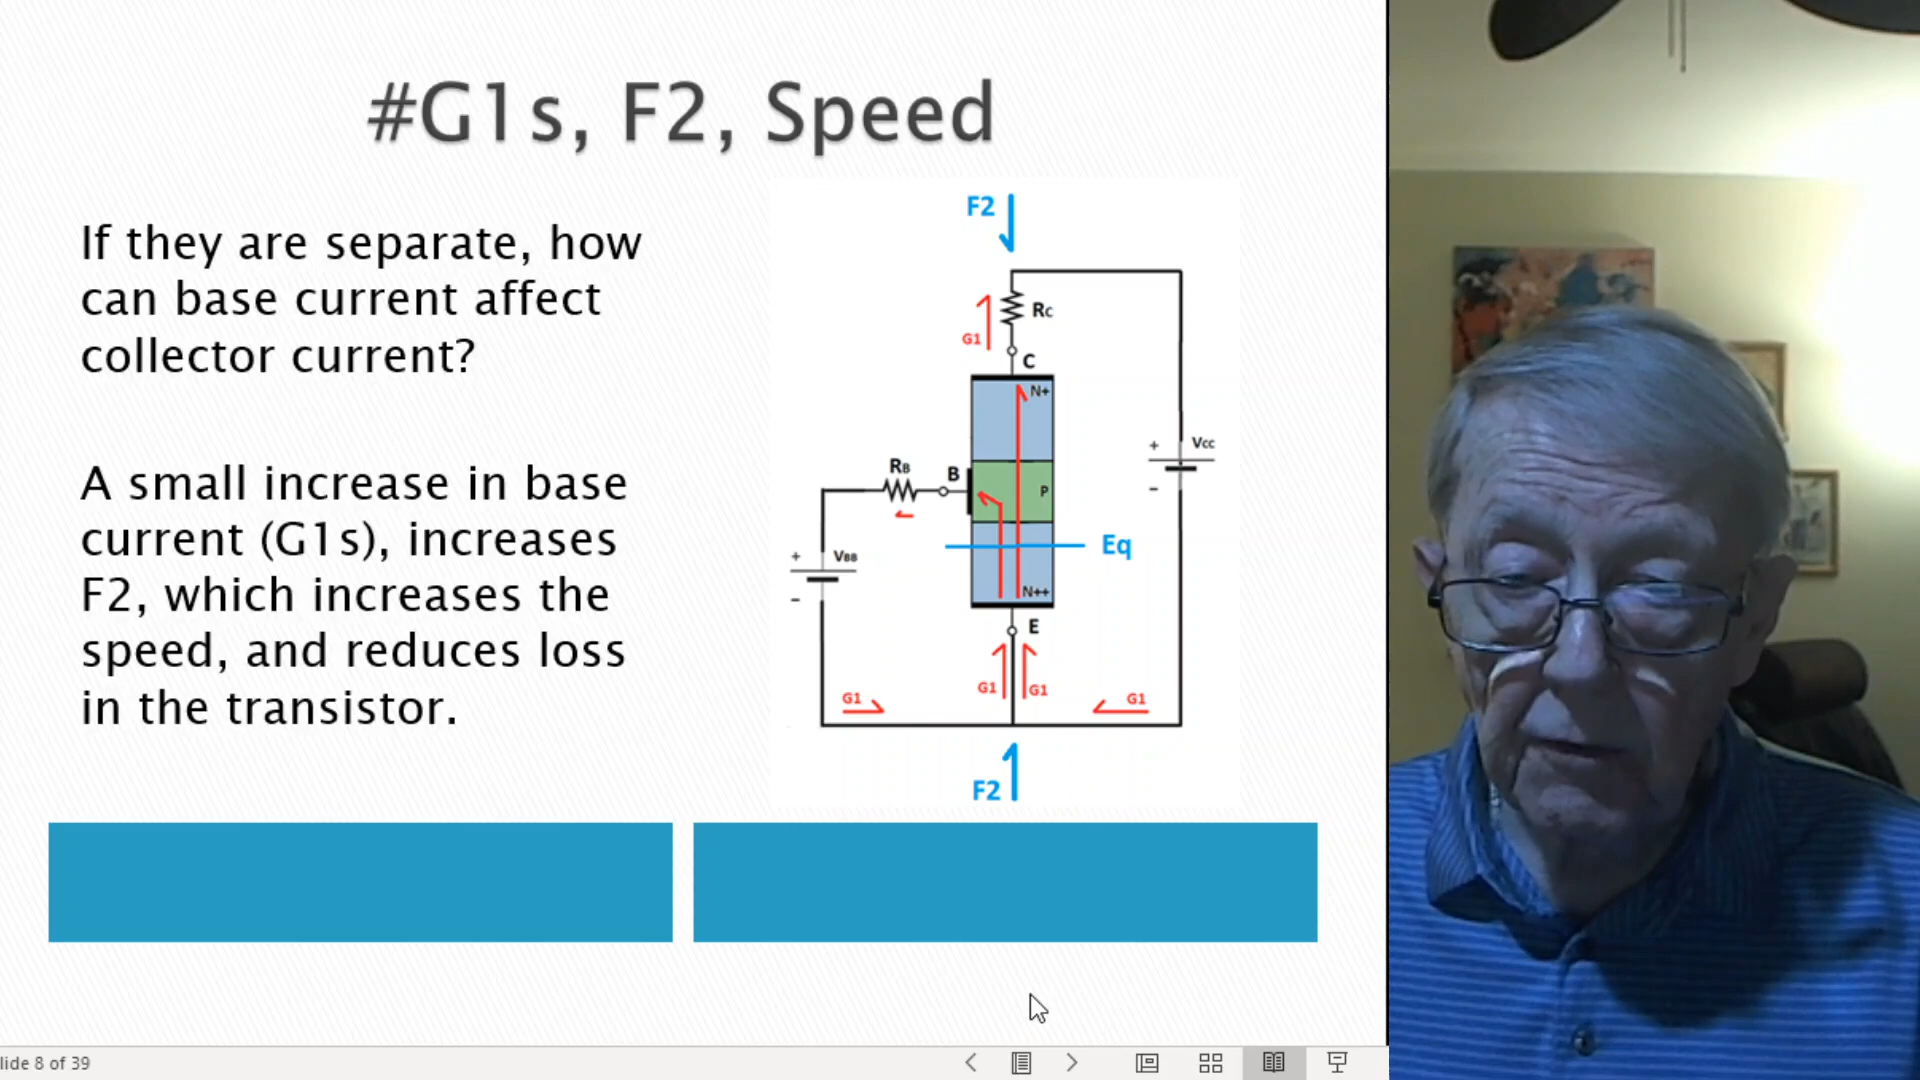 #G1s, F2, Speed
If they are separate, how
can base current affect
collector current?
A small increase in base
current (G1s), increases
F2, which increases the
speed, and reduces loss
in the transistor.
F2
Rc
G1
C
N+
+ Vcc
-
RB
B
P
Eq
+ VBB
-
N++
E
G1 G1
G1
G1
F2
lide 8 of 39